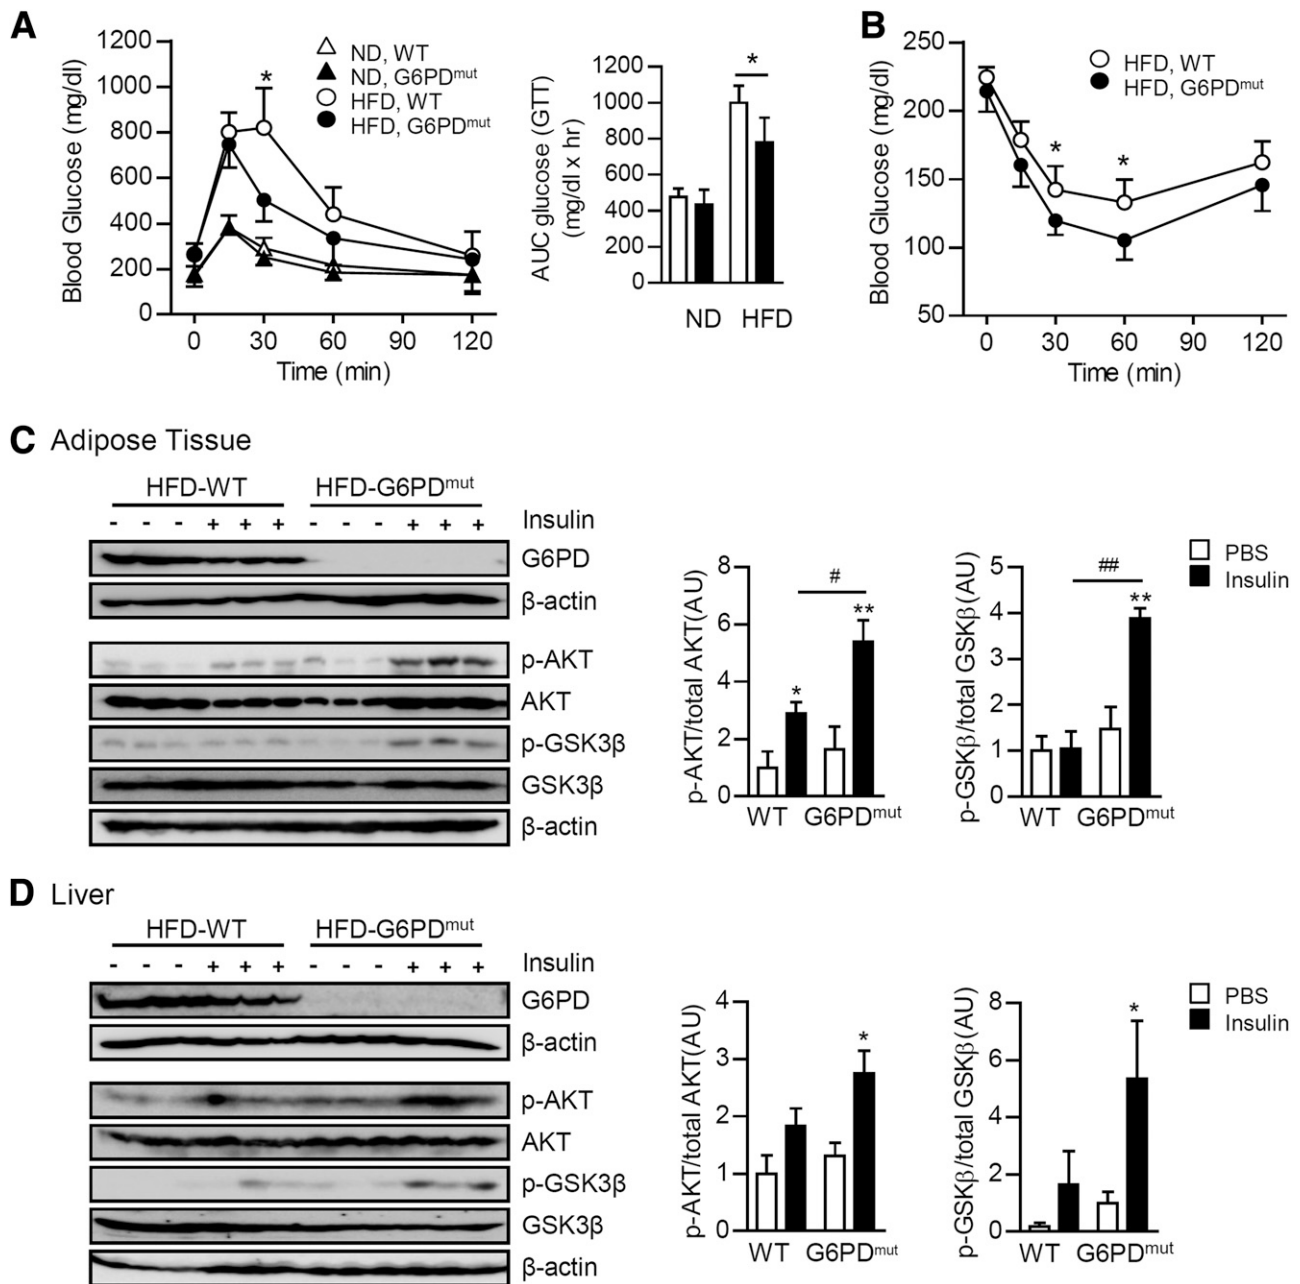 A
1200
1000
800
600
400
200
0
Blood Glucose (mg/dl)
*
ND, WT
ND, G6PDmut
HFD, WT
HFD, G6PDmut
0 30 60 90 120
Time (min)
1200
1000
800
600
400
200
0
AUC glucose (GTT)
(mg/dl x hr)
*
ND HFD
B
250
200
150
100
50
Blood Glucose (mg/dl)
* *
HFD, WT
HFD, G6PDmut
0 30 60 90 120
Time (min)
C Adipose Tissue
HFD-WT HFD-G6PDmut
- - - + + + - - - + + + Insulin
G6PD
β-actin
p-AKT
AKT
p-GSK3β
GSK3β
β-actin
8
6
4
2
0
p-AKT/total AKT(AU)
#
* **
WT G6PDmut
5
4
3
2
1
0
p-GSKβ/total GSKβ(AU)
##
**
WT G6PDmut
PBS
Insulin
D Liver
HFD-WT HFD-G6PDmut
- - - + + + - - - + + + Insulin
G6PD
β-actin
p-AKT
AKT
p-GSK3β
GSK3β
β-actin
4
3
2
1
0
p-AKT/total AKT(AU)
*
WT G6PDmut
8
6
4
2
0
p-GSKβ/total GSKβ(AU)
*
WT G6PDmut
PBS
Insulin